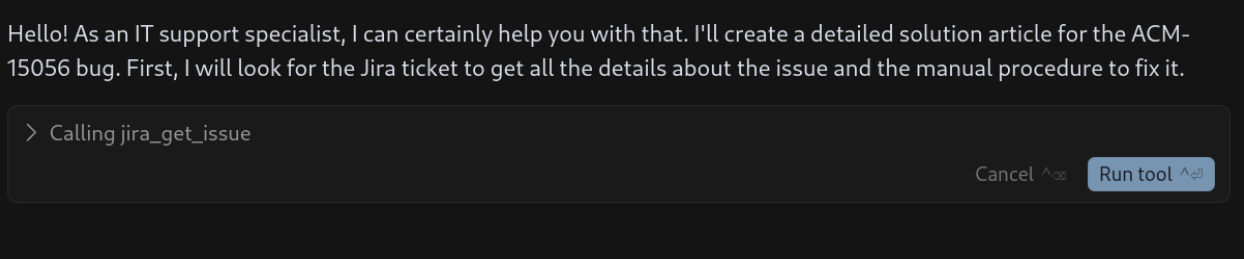 Hello! As an IT support specialist, I can certainly help you with that. I'll create a detailed solution article for the ACM-
15056 bug. First, I will look for the Jira ticket to get all the details about the issue and the manual procedure to fix it.
Calling jira_get_issue
Cancel ^⌫ Run tool ^⏎